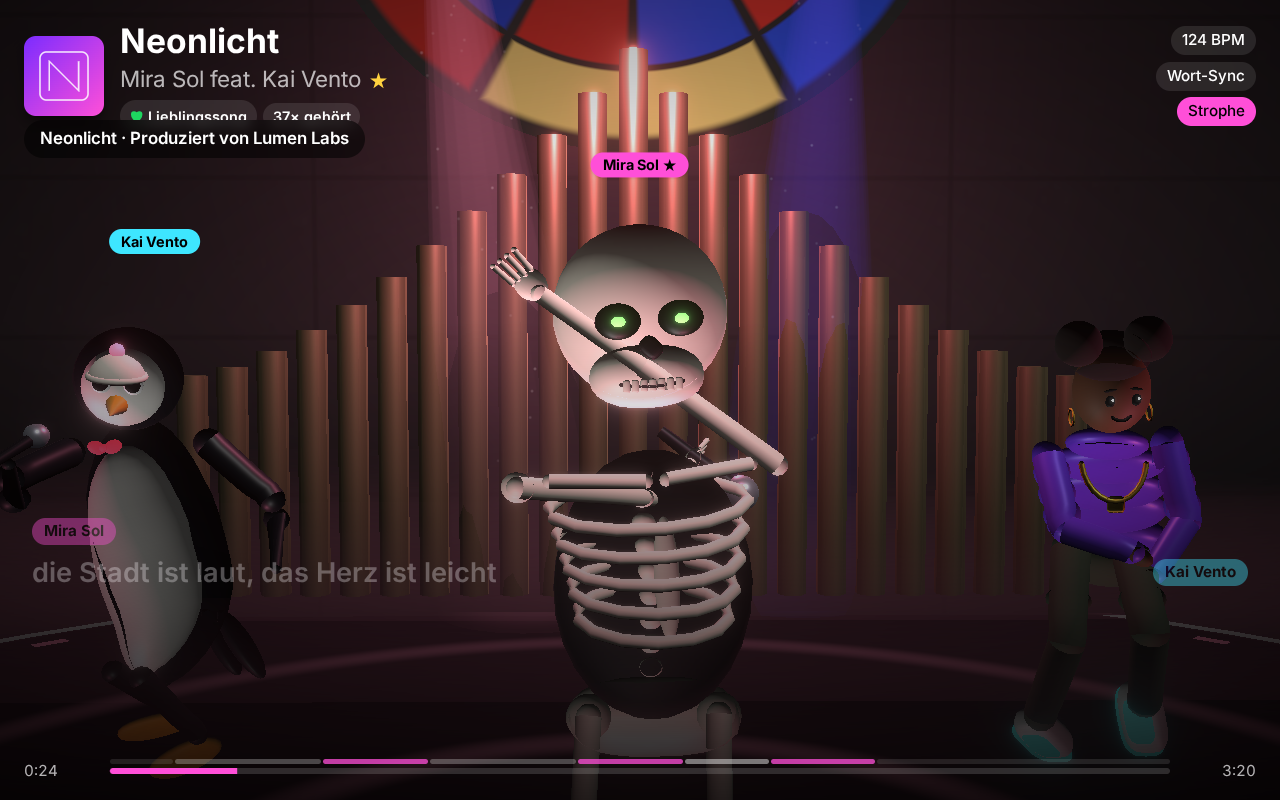 Neonlicht
Mira Sol feat. Kai Vento ★
Lieblingssong 37× gehört
Neonlicht · Produziert von Lumen Labs
124 BPM
Wort-Sync
Strophe
Mira Sol ★
Kai Vento
Mira Sol
die Stadt ist laut, das Herz ist leicht
Kai Vento
0:24
3:20